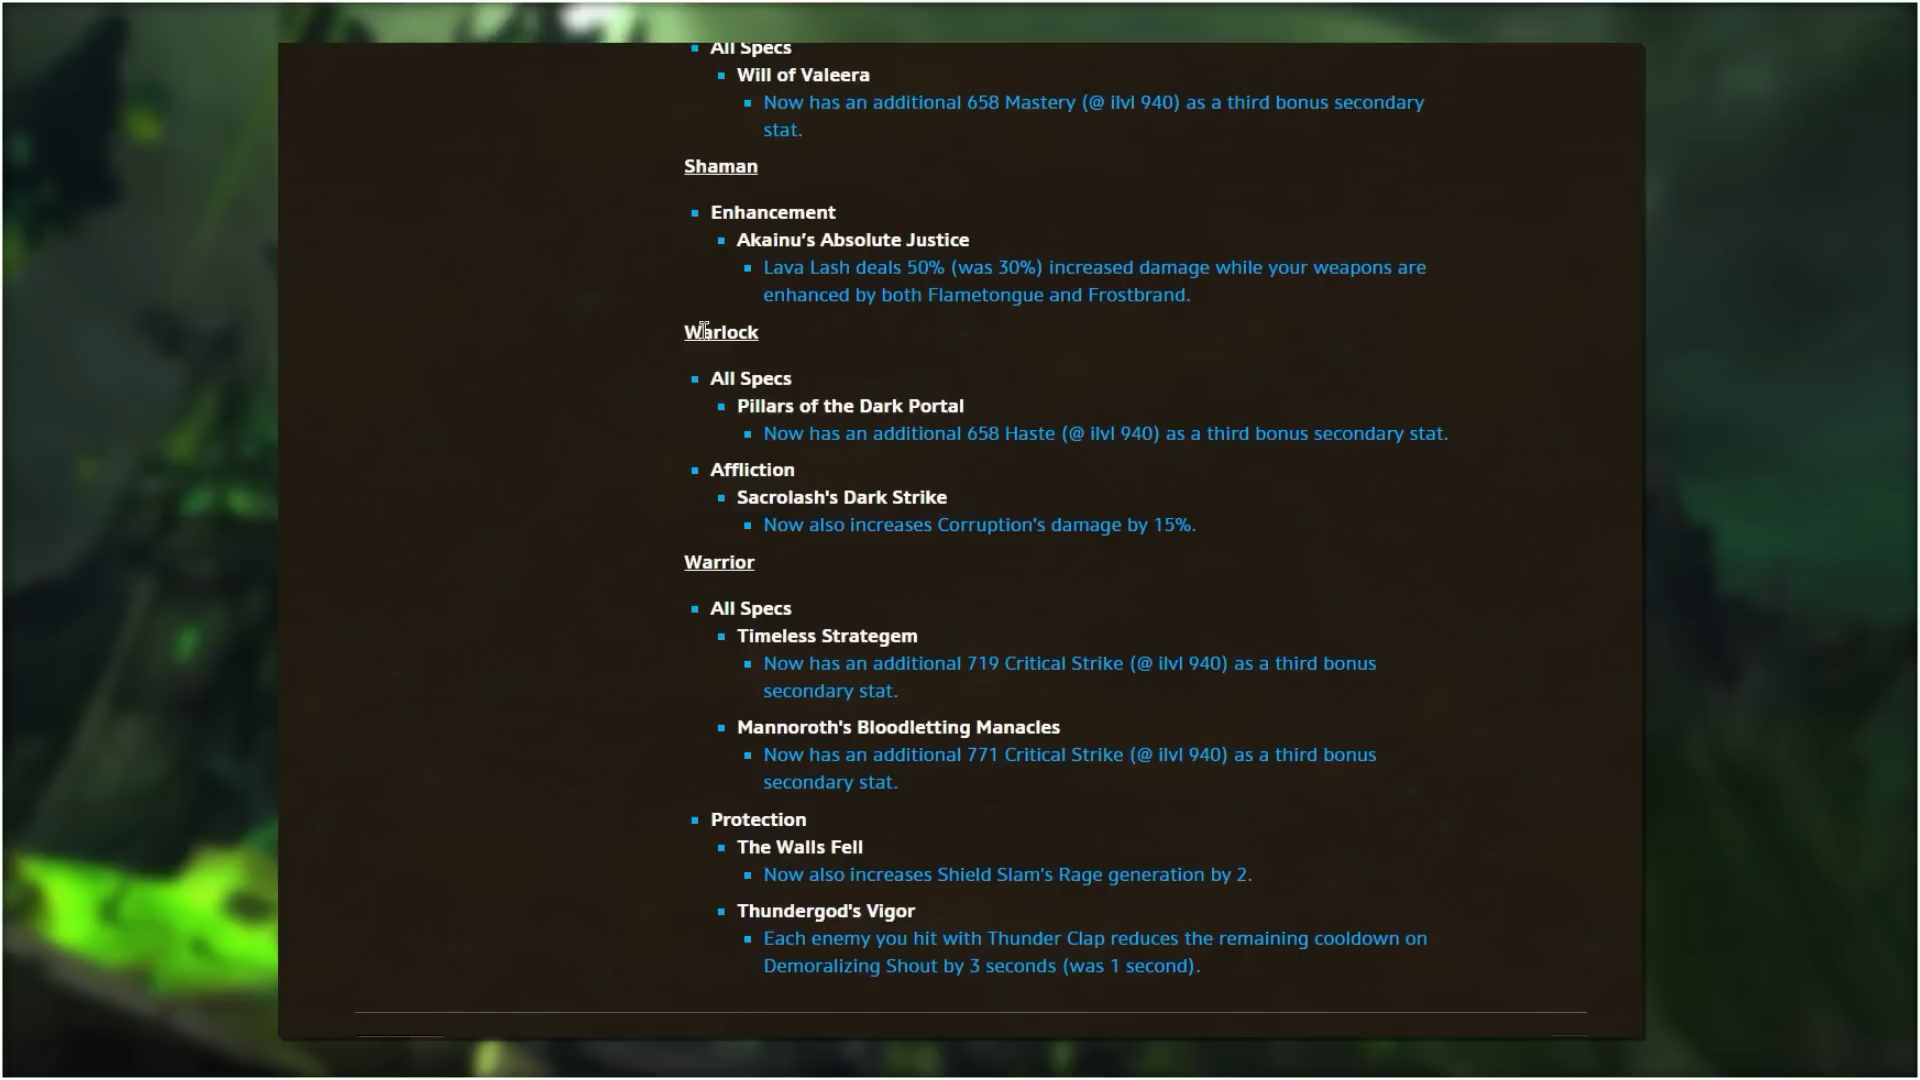 All Specs
Will of Valeera
Now has an additional 658 Mastery (@ ilvl 940) as a third bonus secondary
stat.
Shaman
Enhancement
Akainu’s Absolute Justice
Lava Lash deals 50% (was 30%) increased damage while your weapons are
enhanced by both Flametongue and Frostbrand.
Warlock
All Specs
Pillars of the Dark Portal
Now has an additional 658 Haste (@ ilvl 940) as a third bonus secondary stat.
Affliction
Sacrolash's Dark Strike
Now also increases Corruption's damage by 15%.
Warrior
All Specs
Timeless Strategem
Now has an additional 719 Critical Strike (@ ilvl 940) as a third bonus
secondary stat.
Mannoroth's Bloodletting Manacles
Now has an additional 771 Critical Strike (@ ilvl 940) as a third bonus
secondary stat.
Protection
The Walls Fell
Now also increases Shield Slam's Rage generation by 2.
Thundergod's Vigor
Each enemy you hit with Thunder Clap reduces the remaining cooldown on
Demoralizing Shout by 3 seconds (was 1 second).